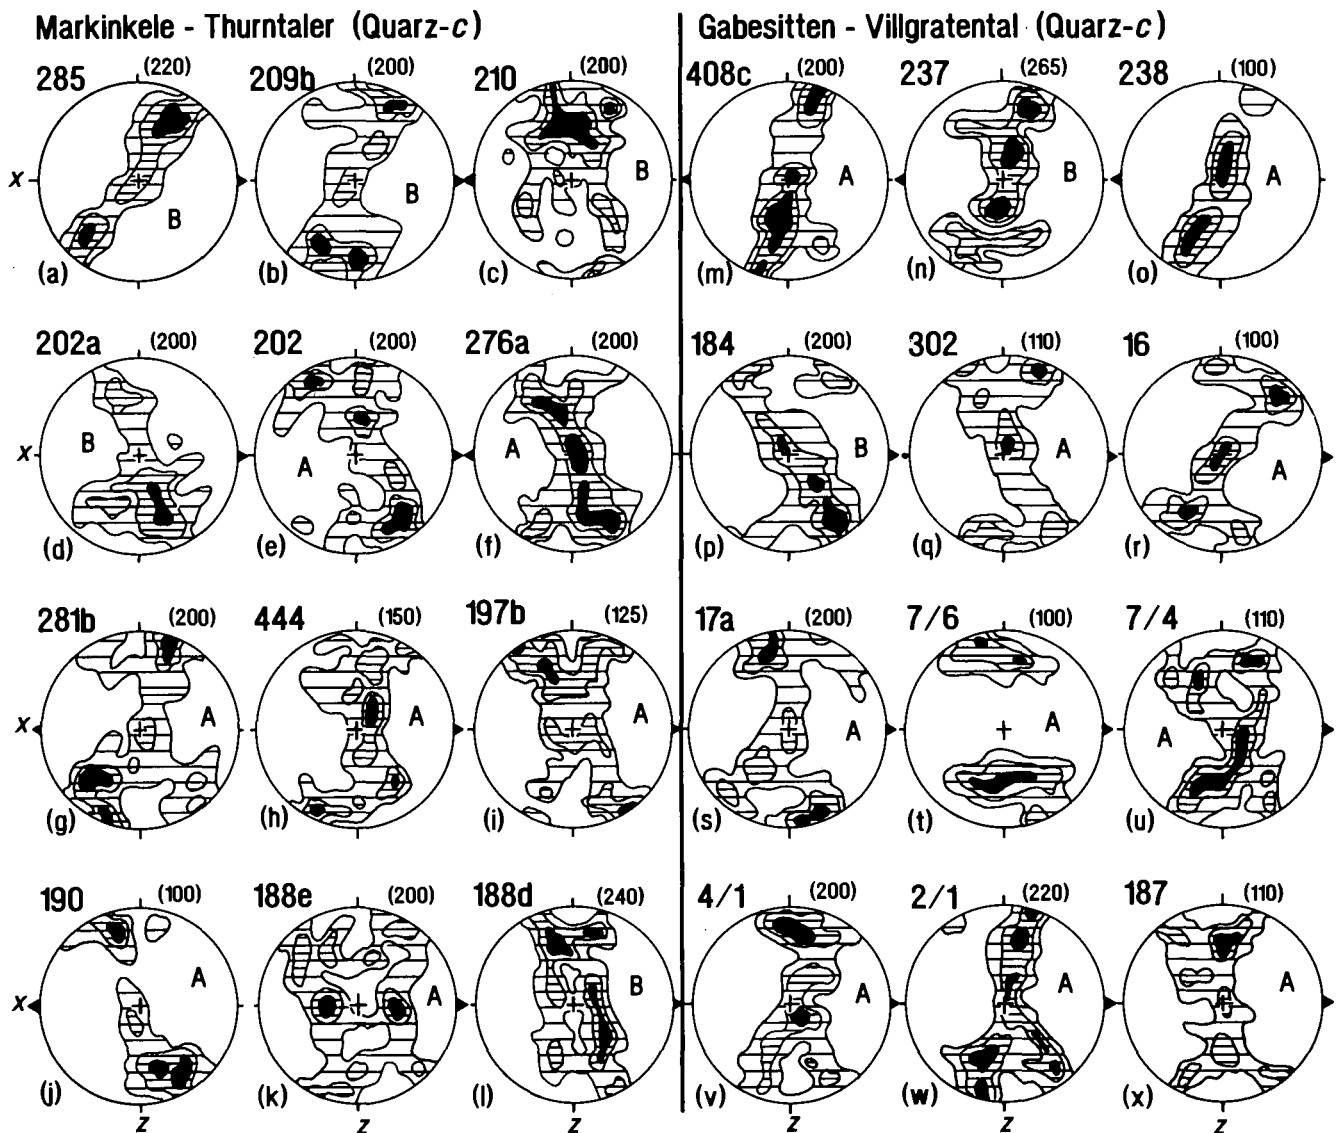 Markinkele - Thurntaler (Quarz-c)
Gabesitten - Villgratental (Quarz-c)
285 (220) 209b (200) 210 (200) 408c (200) 237 (265) 238 (100)
X B B B A B A
(a) (b) (c) (m) (n) (o)
202a (200) 202 (200) 276a (200) 184 (200) 302 (110) 16 (100)
X B A A B A A
(d) (e) (f) (p) (q) (r)
281b (200) 444 (150) 197b (125) 17a (200) 7/6 (100) 7/4 (110)
X A A A A A A
(g) (h) (i) (s) (t) (u)
190 (100) 188e (200) 188d (240) 4/1 (200) 2/1 (220) 187 (110)
X A A B A A A
(j) (k) (l) (v) (w) (x)
Z Z Z Z Z Z